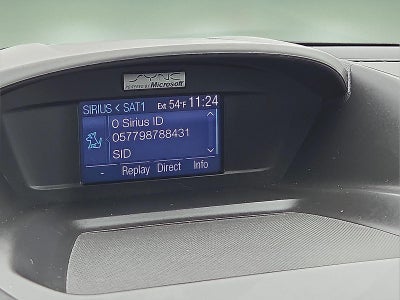 SYNC
POWERED BY Microsoft
SIRIUS < SAT1 Ext 54°F 11:24
0 Sirius ID
057798788431
SID
- Replay Direct Info